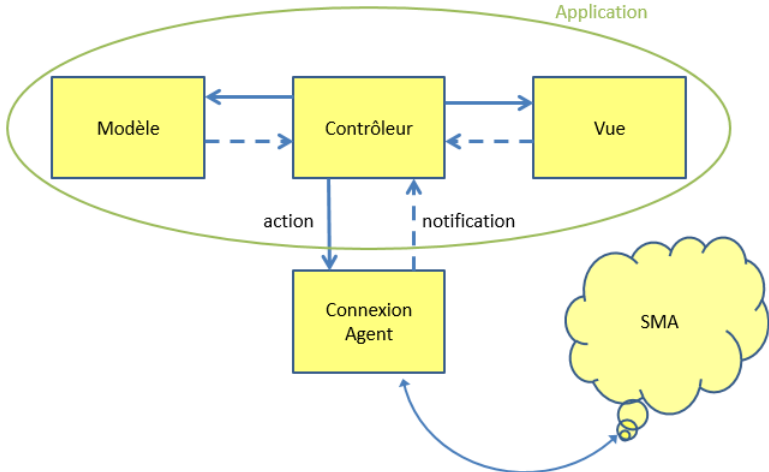 Application
Modèle
Contrôleur
Vue
action
notification
Connexion
Agent
SMA